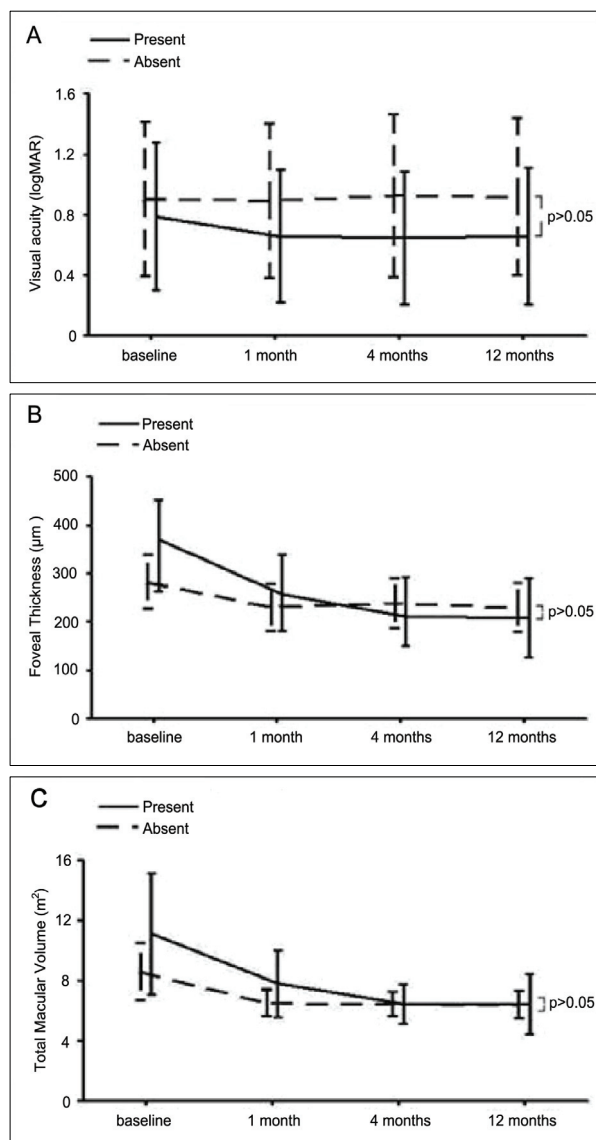 A
Present
Absent
Visual acuity (logMAR)
1.6
1.2
0.8
0.4
0
p>0.05
baseline 1 month 4 months 12 months
B
Present
Absent
Foveal Thickness (µm )
500
400
300
200
100
0
p>0.05
baseline 1 month 4 months 12 months
C
Present
Absent
Total Macular Volume (m²)
16
12
8
4
0
p>0.05
baseline 1 month 4 months 12 months